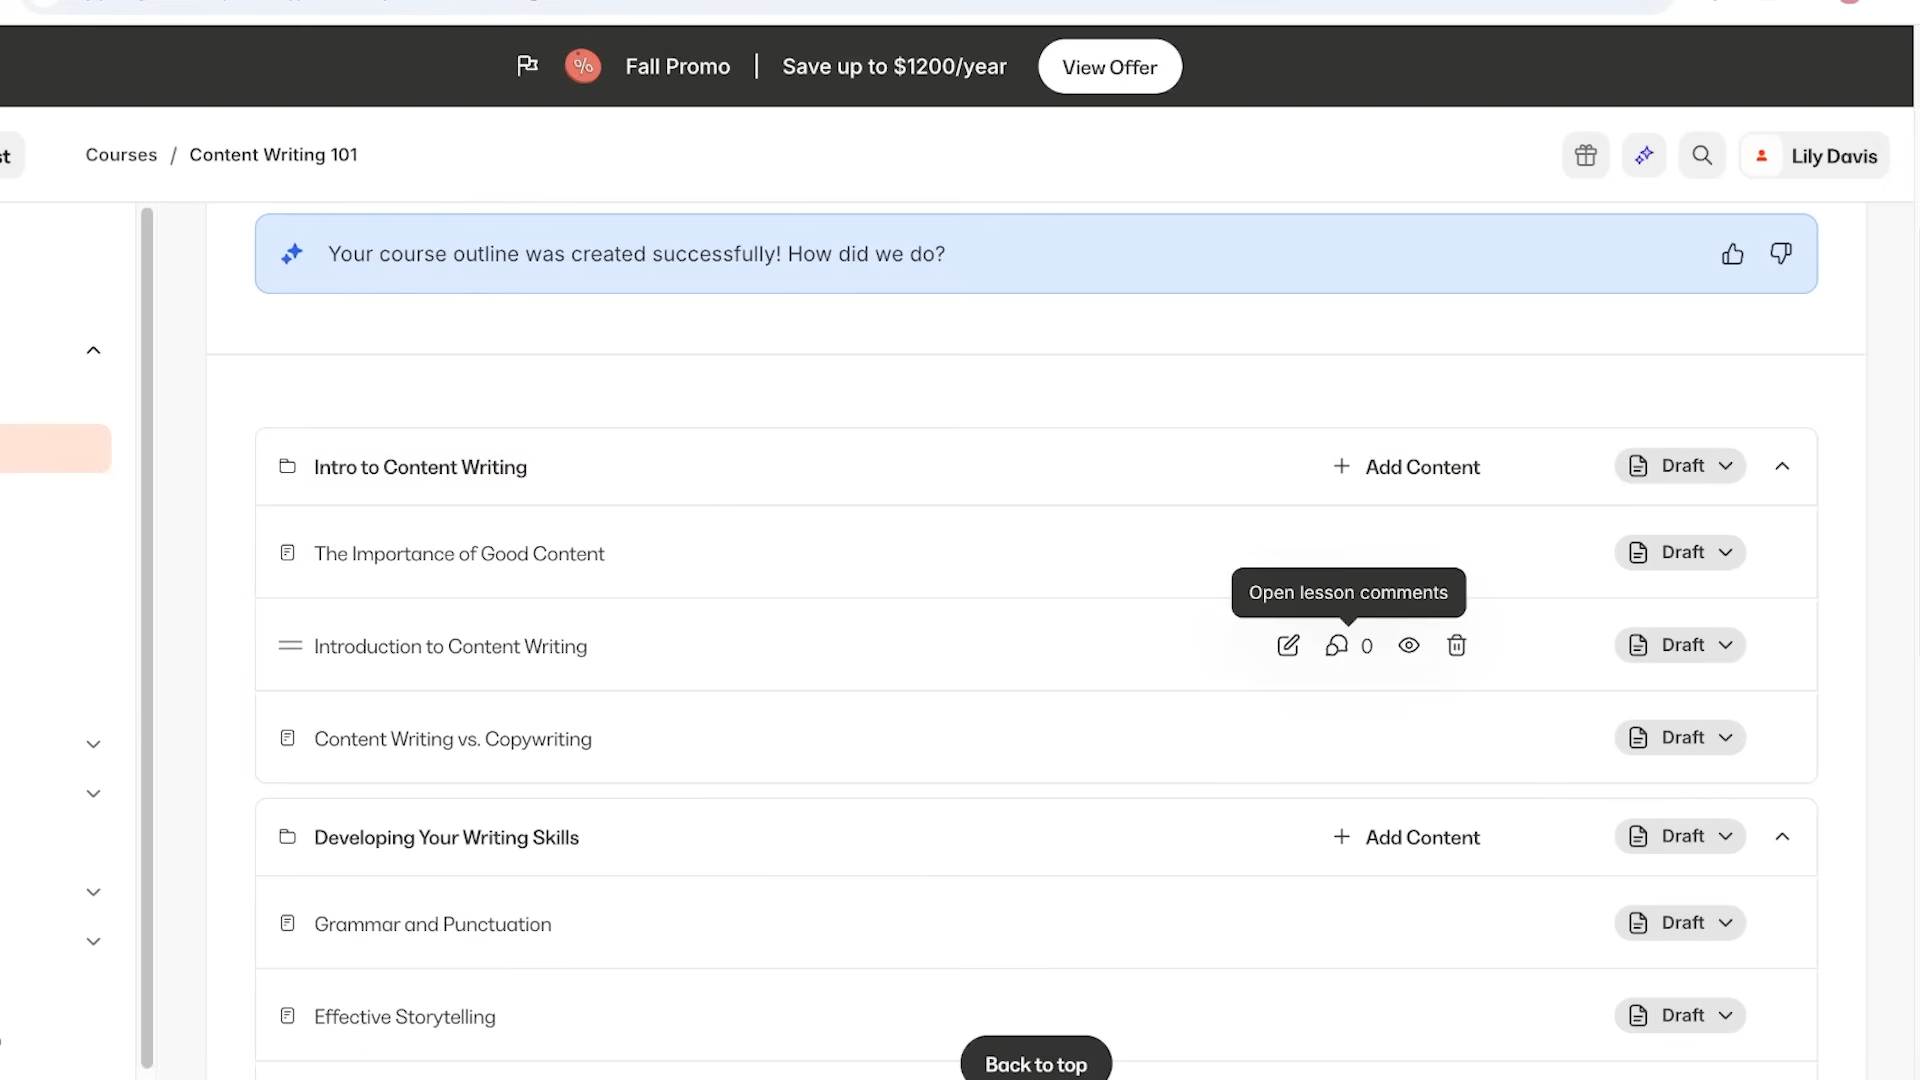 Fall Promo | Save up to $1200/year View Offer
st Courses / Content Writing 101 Lily Davis
Your course outline was created successfully! How did we do?
Intro to Content Writing + Add Content Draft
The Importance of Good Content Draft
Open lesson comments
Introduction to Content Writing 0 Draft
Content Writing vs. Copywriting Draft
Developing Your Writing Skills + Add Content Draft
Grammar and Punctuation Draft
Effective Storytelling Draft
Back to top